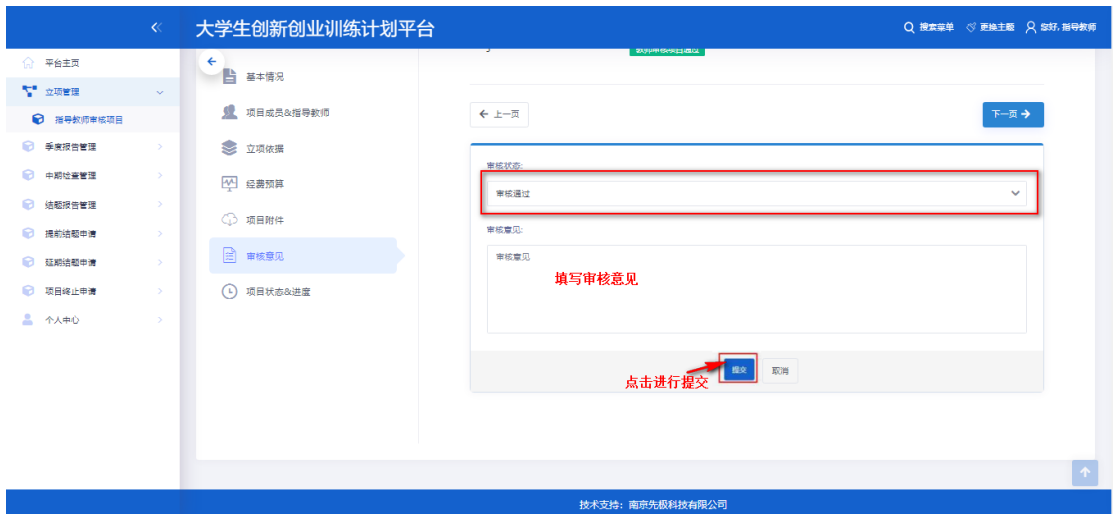 大学生创新创业训练计划平台
搜索菜单
更换主题
您好, 指导教师
平台主页
立项管理
指导教师审核项目
季度报告管理
中期检查管理
结题报告管理
提前结题申请
延期结题申请
项目终止申请
个人中心
基本情况
项目成员&指导教师
立项依据
经费预算
项目附件
审核意见
项目状态&进度
教师审核项目通过
上一页
下一页
审核状态:
审核通过
审核意见:
审核意见
填写审核意见
提交
取消
点击进行提交
技术支持：南京先极科技有限公司